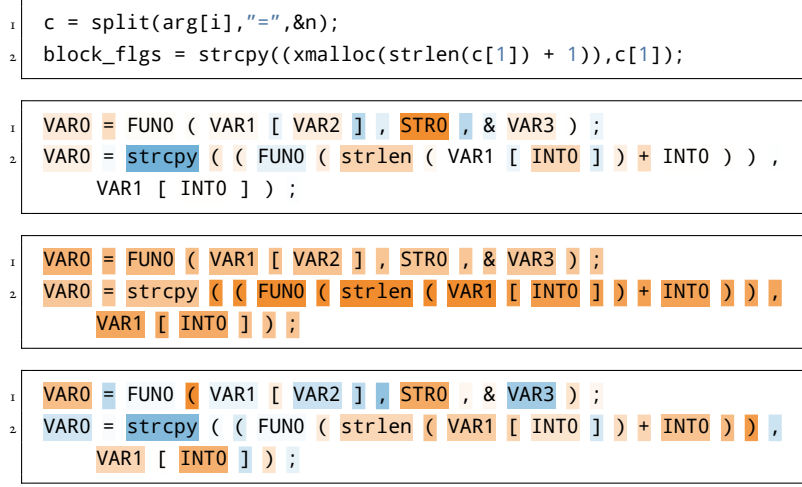 1 c = split(arg[i],"=",&n);
2 block_flgs = strcpy((xmalloc(strlen(c[1]) + 1)),c[1]);
1 VAR0 = FUN0 ( VAR1 [ VAR2 ] , STR0 , & VAR3 ) ;
2 VAR0 = strcpy ( ( FUN0 ( strlen ( VAR1 [ INT0 ] ) + INT0 ) ) ,
VAR1 [ INT0 ] ) ;
1 VAR0 = FUN0 ( VAR1 [ VAR2 ] , STR0 , & VAR3 ) ;
2 VAR0 = strcpy ( ( FUN0 ( strlen ( VAR1 [ INT0 ] ) + INT0 ) ) ,
VAR1 [ INT0 ] ) ;
1 VAR0 = FUN0 ( VAR1 [ VAR2 ] , STR0 , & VAR3 ) ;
2 VAR0 = strcpy ( ( FUN0 ( strlen ( VAR1 [ INT0 ] ) + INT0 ) ) ,
VAR1 [ INT0 ] ) ;